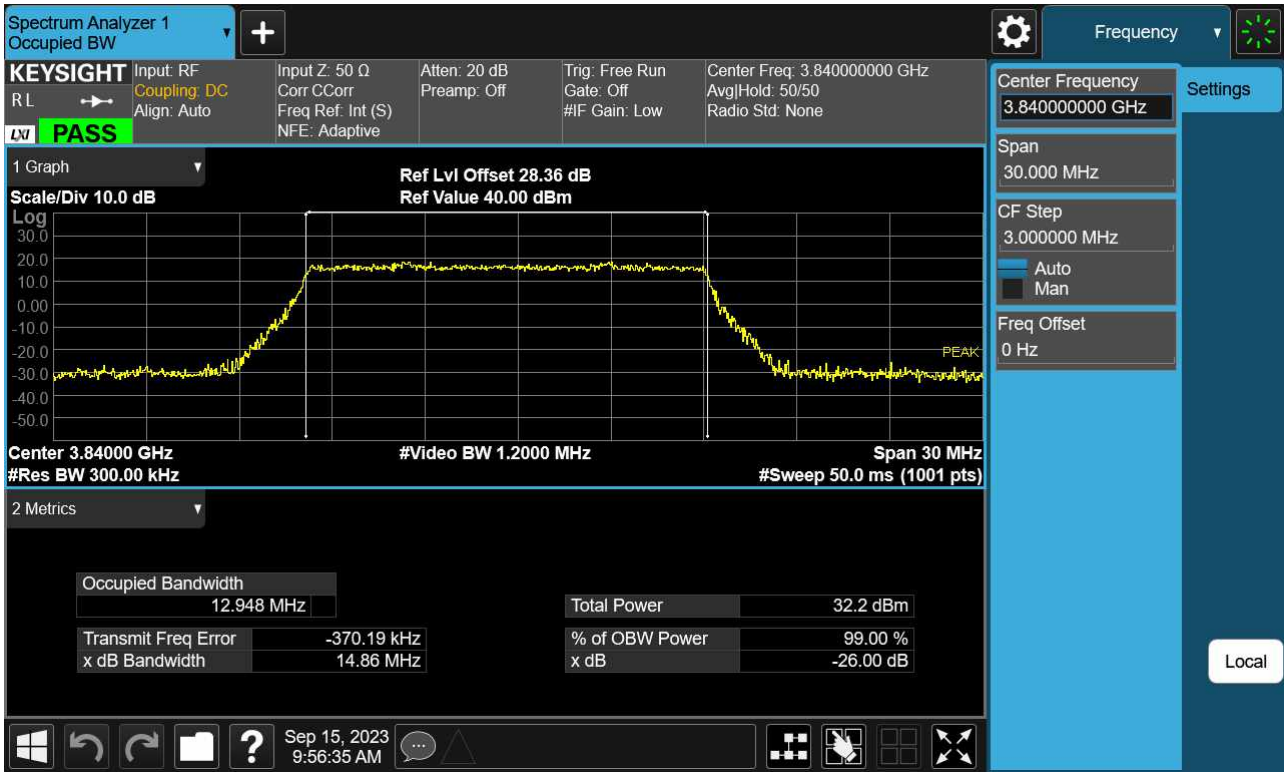 Spectrum Analyzer 1
Occupied BW
Frequency
KEYSIGHT
R L
LXI
PASS
Input: RF
Coupling: DC
Align: Auto
Input Z: 50 Ω
Corr CCorr
Freq Ref: Int (S)
NFE: Adaptive
Atten: 20 dB
Preamp: Off
Trig: Free Run
Gate: Off
#IF Gain: Low
Center Freq: 3.840000000 GHz
Avg|Hold: 50/50
Radio Std: None
Center Frequency
3.840000000 GHz
Settings
Span
30.000 MHz
CF Step
3.000000 MHz
Auto
Man
Freq Offset
0 Hz
1 Graph
Scale/Div 10.0 dB
Ref Lvl Offset 28.36 dB
Ref Value 40.00 dBm
Log
30.0
20.0
10.0
0.00
-10.0
-20.0
-30.0
-40.0
-50.0
PEAK
Center 3.84000 GHz
#Video BW 1.2000 MHz
Span 30 MHz
#Res BW 300.00 kHz
#Sweep 50.0 ms (1001 pts)
2 Metrics
Occupied Bandwidth
12.948 MHz
Total Power 32.2 dBm
Transmit Freq Error -370.19 kHz
% of OBW Power 99.00 %
x dB Bandwidth 14.86 MHz
x dB -26.00 dB
Local
?
Sep 15, 2023
9:56:35 AM